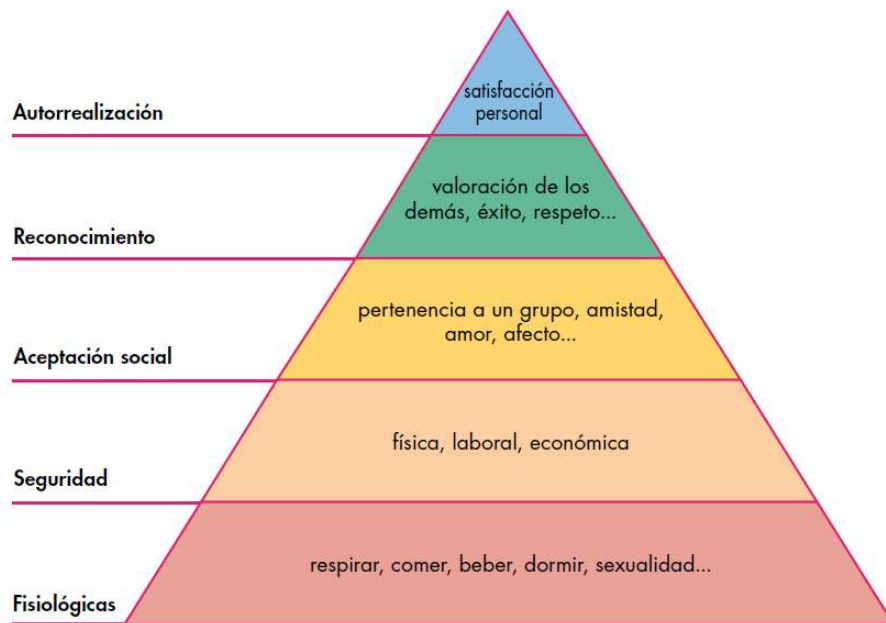 satisfacción
personal
Autorrealización
valoración de los
demás, éxito, respeto...
Reconocimiento
pertenencia a un grupo, amistad,
amor, afecto...
Aceptación social
física, laboral, económica
Seguridad
respirar, comer, beber, dormir, sexualidad...
Fisiológicas